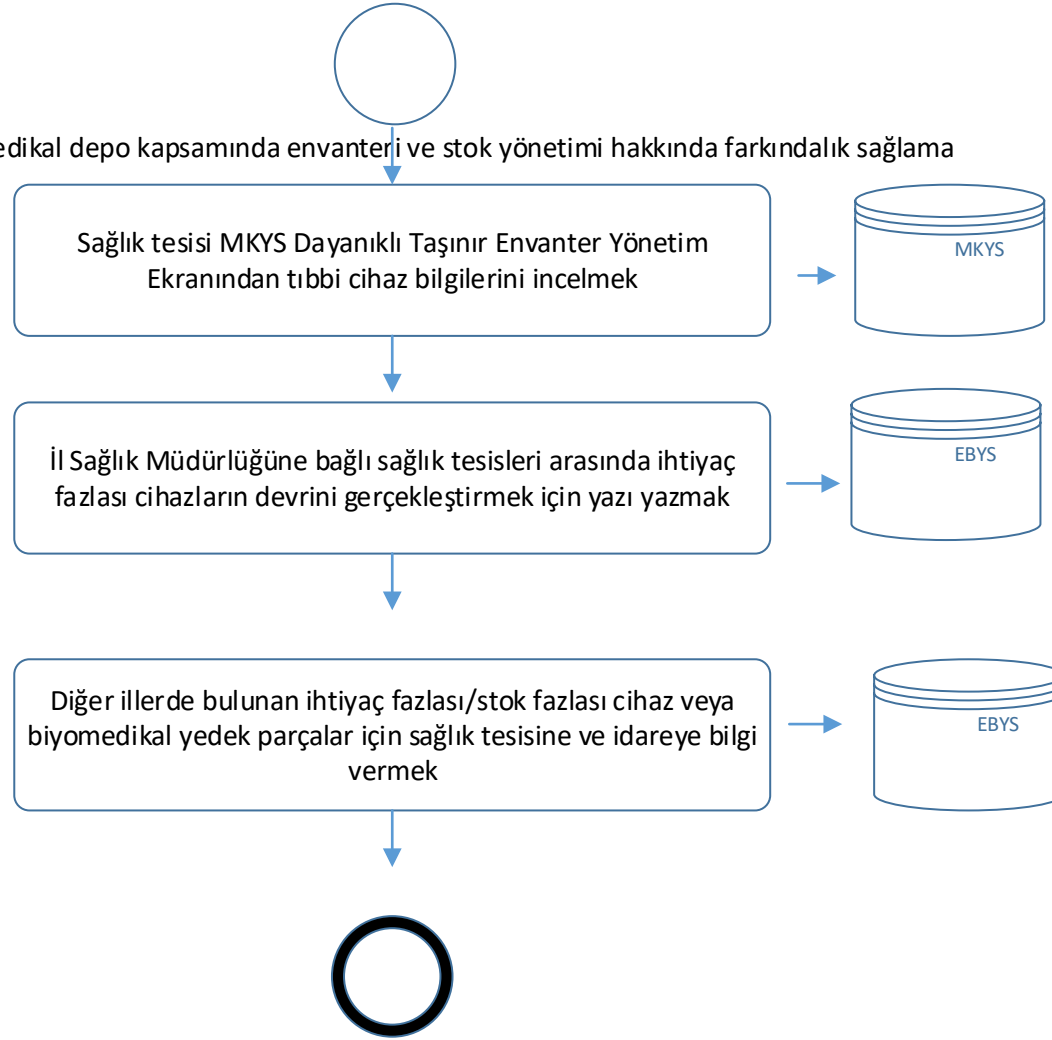 edikal depo kapsamında envanteri ve stok yönetimi hakkında farkındalık sağlama
Sağlık tesisi MKYS Dayanıklı Taşınır Envanter Yönetim
Ekranından tıbbi cihaz bilgilerini incelmek
MKYS
İl Sağlık Müdürlüğüne bağlı sağlık tesisleri arasında ihtiyaç
fazlası cihazların devrini gerçekleştirmek için yazı yazmak
EBYS
Diğer illerde bulunan ihtiyaç fazlası/stok fazlası cihaz veya
biyomedikal yedek parçalar için sağlık tesisine ve idareye bilgi
vermek
EBYS